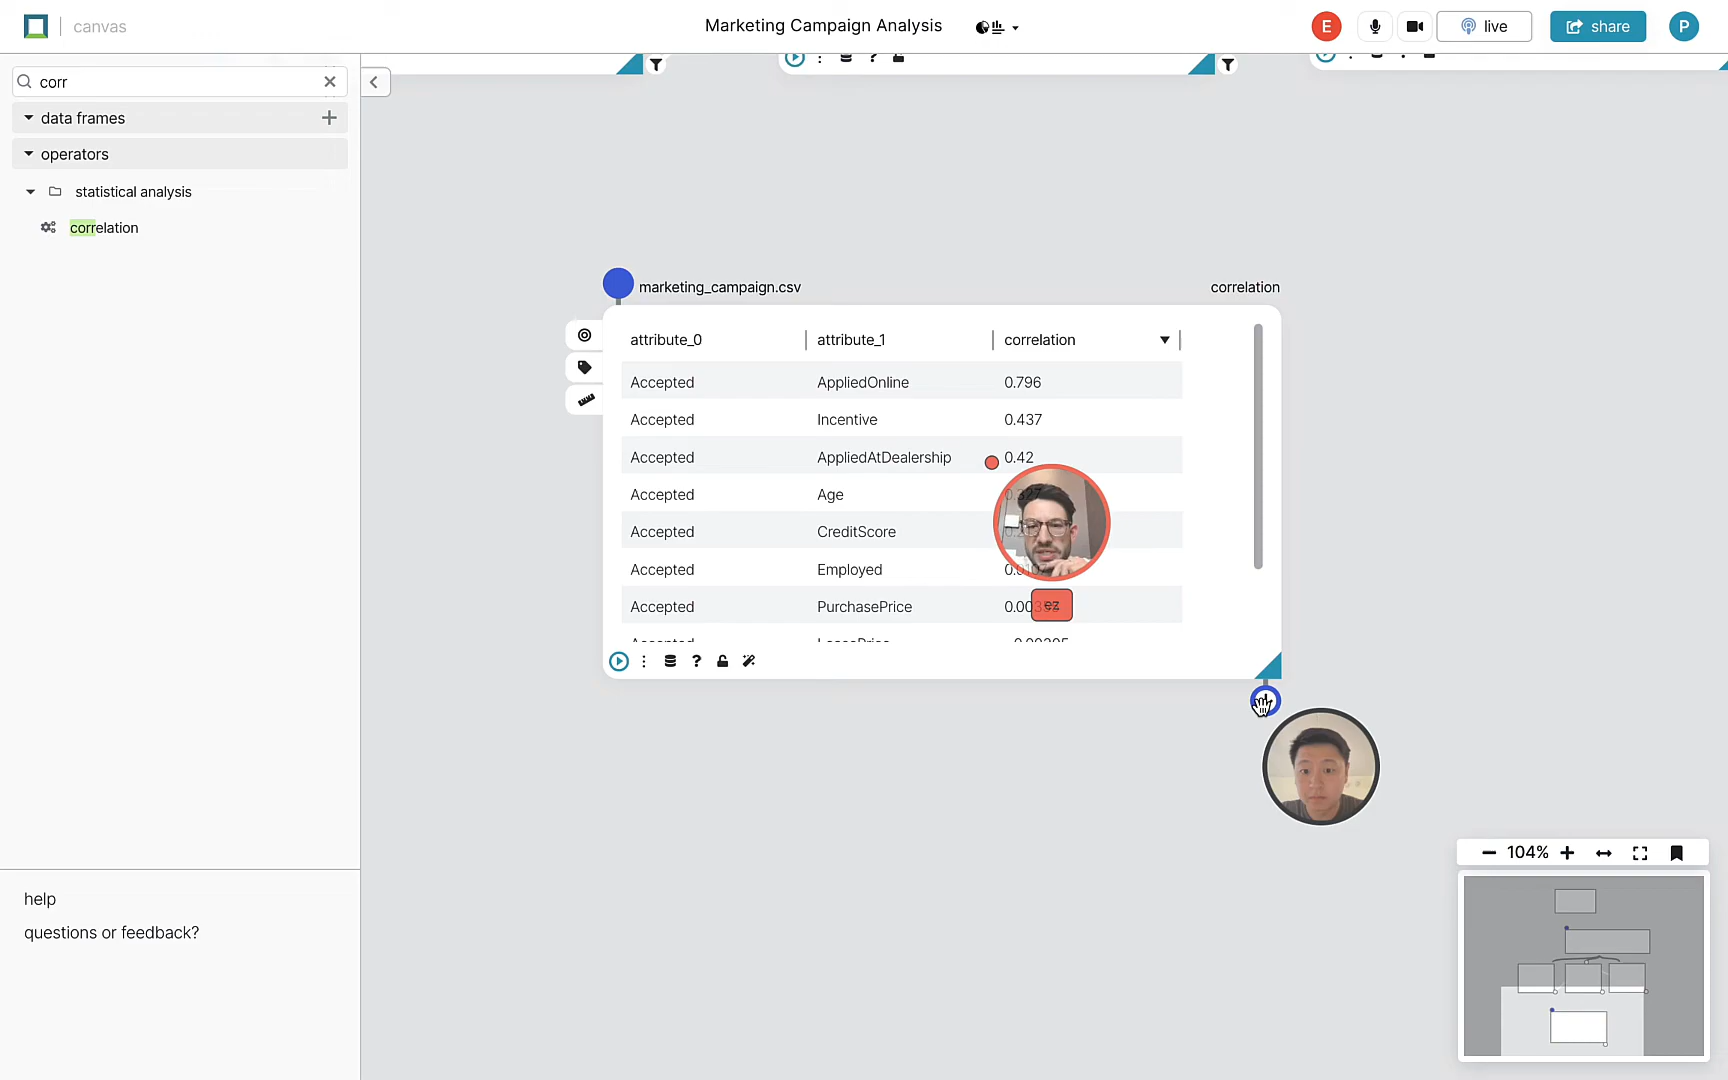 canvas
Marketing Campaign Analysis
E
live
share
P
corr
data frames
operators
statistical analysis
correlation
marketing_campaign.csv
correlation
attribute_0 attribute_1 correlation
Accepted AppliedOnline 0.796
Accepted Incentive 0.437
Accepted AppliedAtDealership 0.42
Accepted Age
Accepted CreditScore
Accepted Employed
Accepted PurchasePrice
ez
104%
help
questions or feedback?